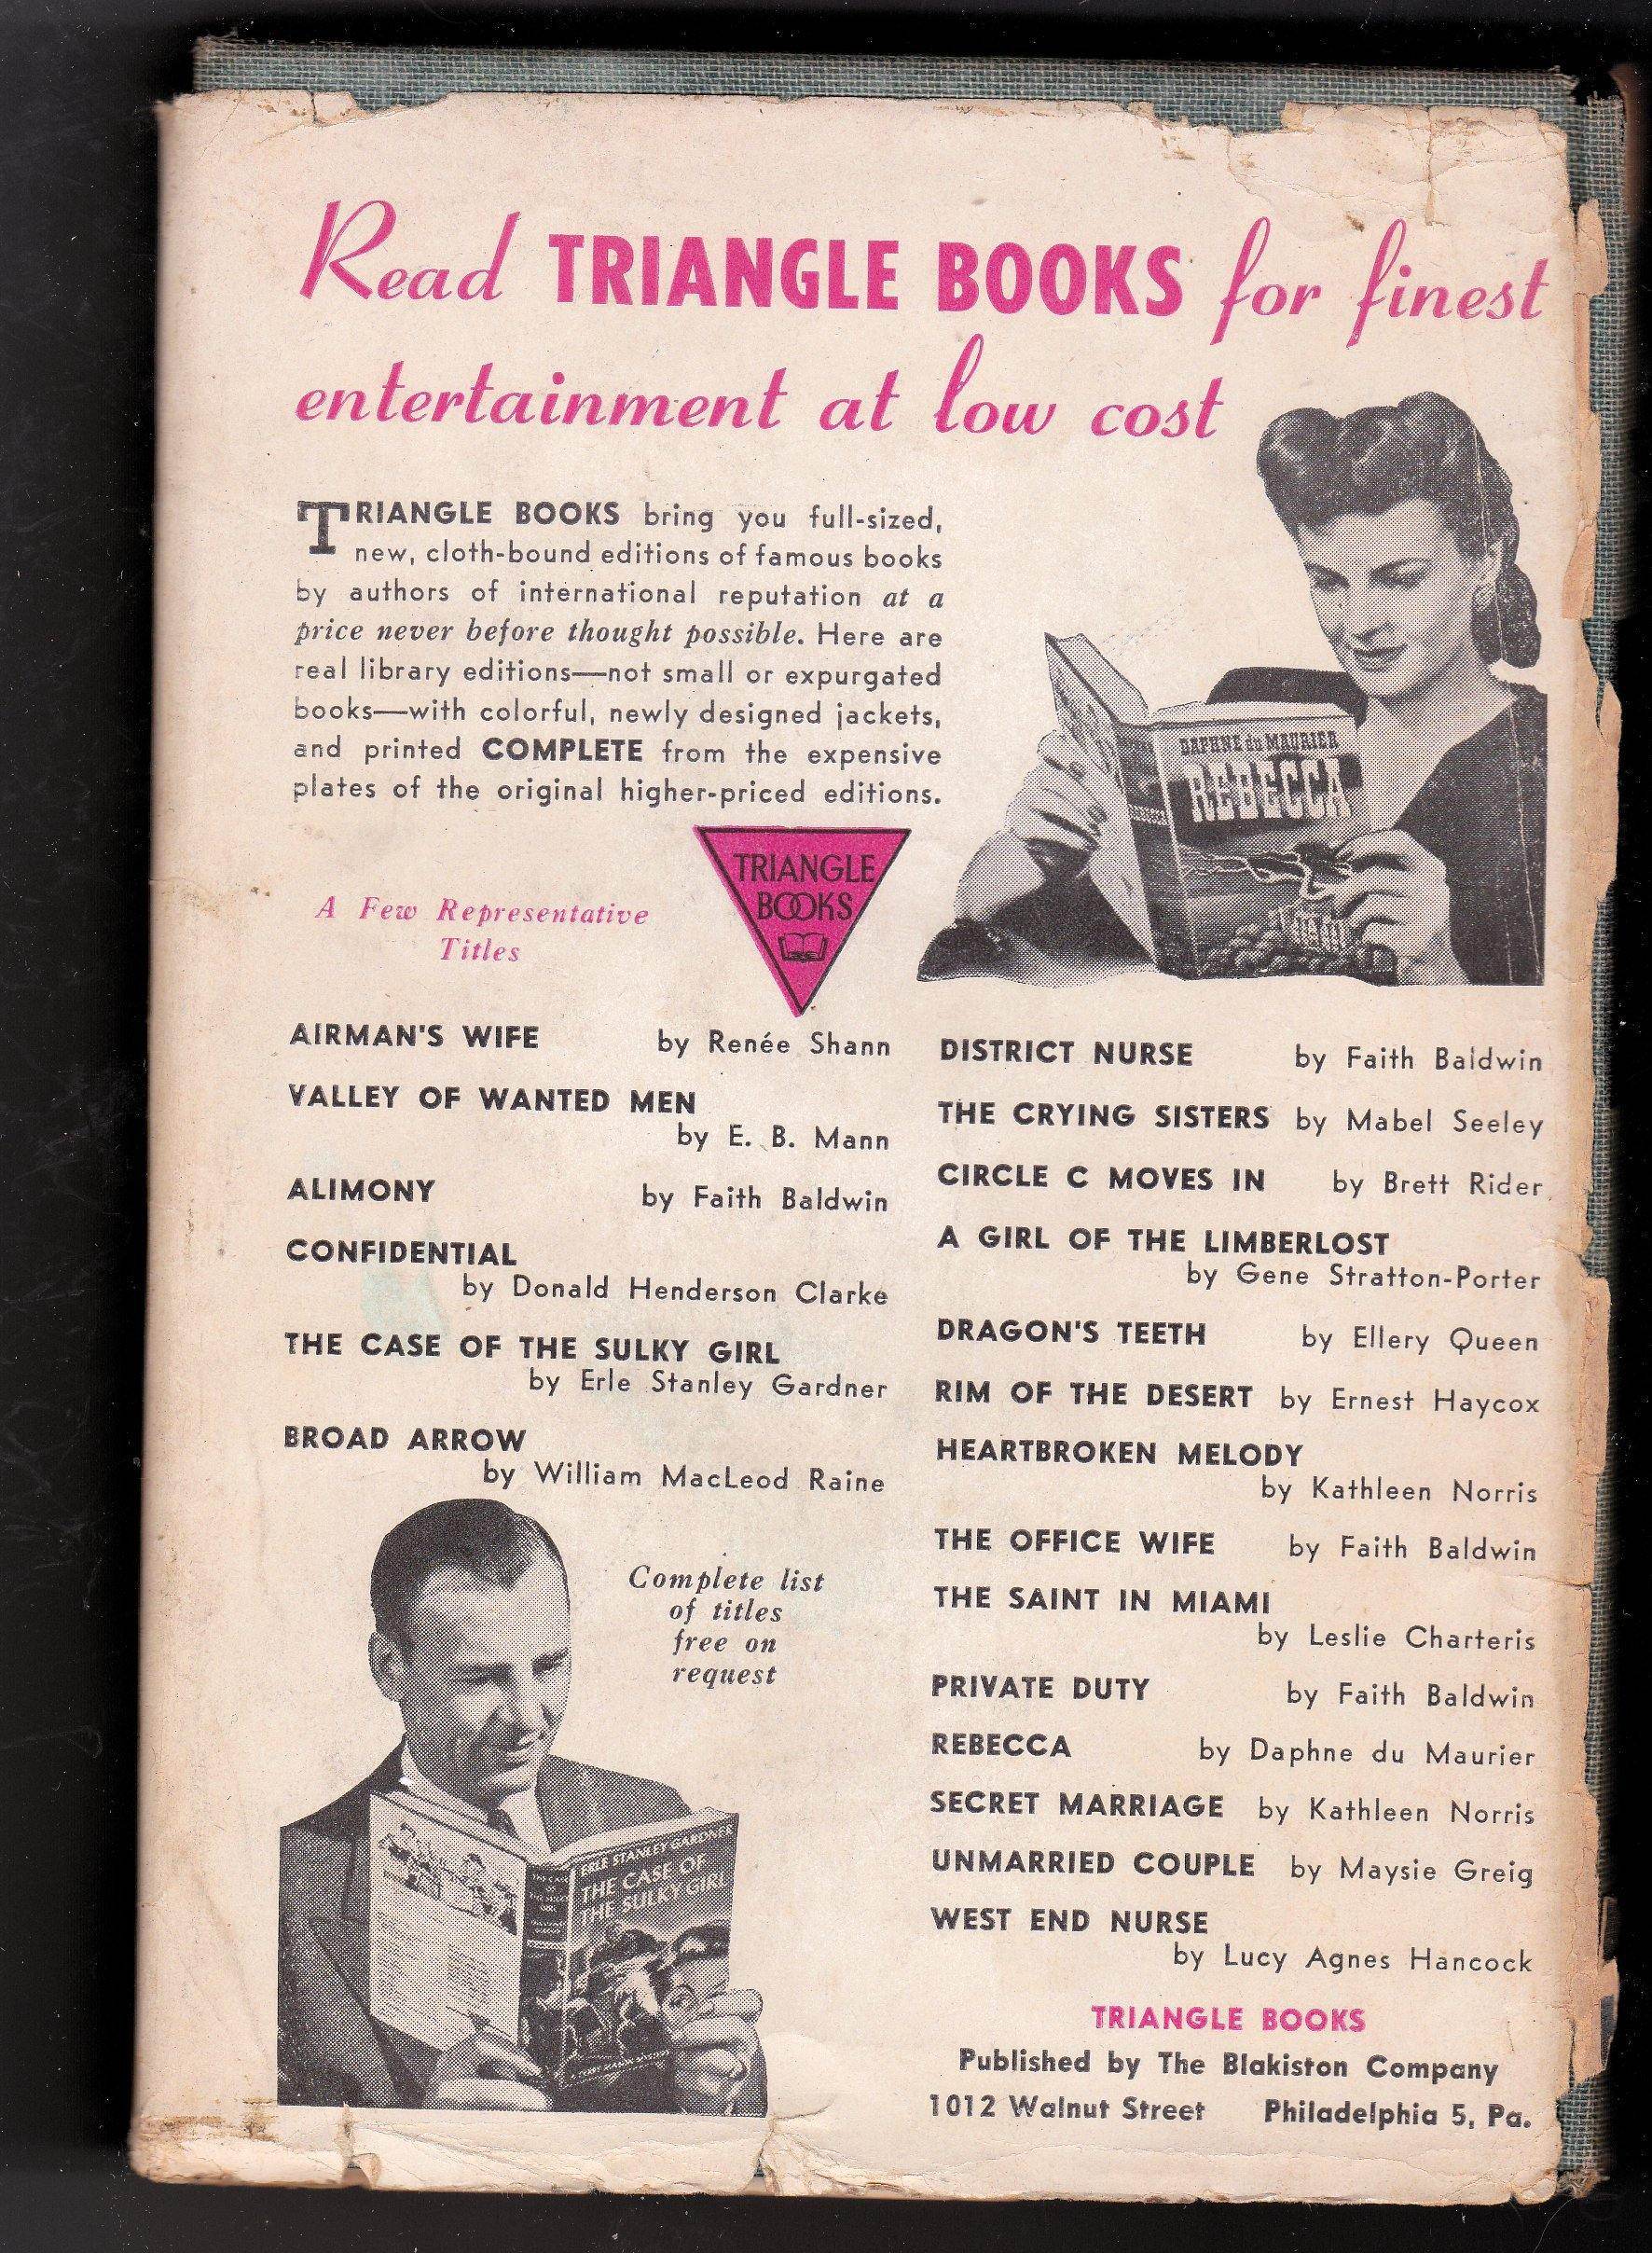 Read TRIANGLE BOOKS for finest
entertainment at low cost
TRIANGLE BOOKS bring you full-sized,
new, cloth-bound editions of famous books
by authors of international reputation at a
price never before thought possible. Here are
real library editions—not small or expurgated
books—with colorful, newly designed jackets,
and printed COMPLETE from the expensive
plates of the original higher-priced editions.
DAPHNE du MAURIER
REBECCA
TRIANGLE
BOOKS
A Few Representative
Titles
AIRMAN'S WIFE by Renée Shann
VALLEY OF WANTED MEN
by E. B. Mann
ALIMONY by Faith Baldwin
CONFIDENTIAL
by Donald Henderson Clarke
THE CASE OF THE SULKY GIRL
by Erle Stanley Gardner
BROAD ARROW
by William MacLeod Raine
Complete list
of titles
free on
request
ERLE STANLEY GARDNER
THE CASE OF
THE SULKY GIRL
A PERRY MASON MYSTERY
DISTRICT NURSE by Faith Baldwin
THE CRYING SISTERS by Mabel Seeley
CIRCLE C MOVES IN by Brett Rider
A GIRL OF THE LIMBERLOST
by Gene Stratton-Porter
DRAGON'S TEETH by Ellery Queen
RIM OF THE DESERT by Ernest Haycox
HEARTBROKEN MELODY
by Kathleen Norris
THE OFFICE WIFE by Faith Baldwin
THE SAINT IN MIAMI
by Leslie Charteris
PRIVATE DUTY by Faith Baldwin
REBECCA by Daphne du Maurier
SECRET MARRIAGE by Kathleen Norris
UNMARRIED COUPLE by Maysie Greig
WEST END NURSE
by Lucy Agnes Hancock
TRIANGLE BOOKS
Published by The Blakiston Company
1012 Walnut Street Philadelphia 5, Pa.